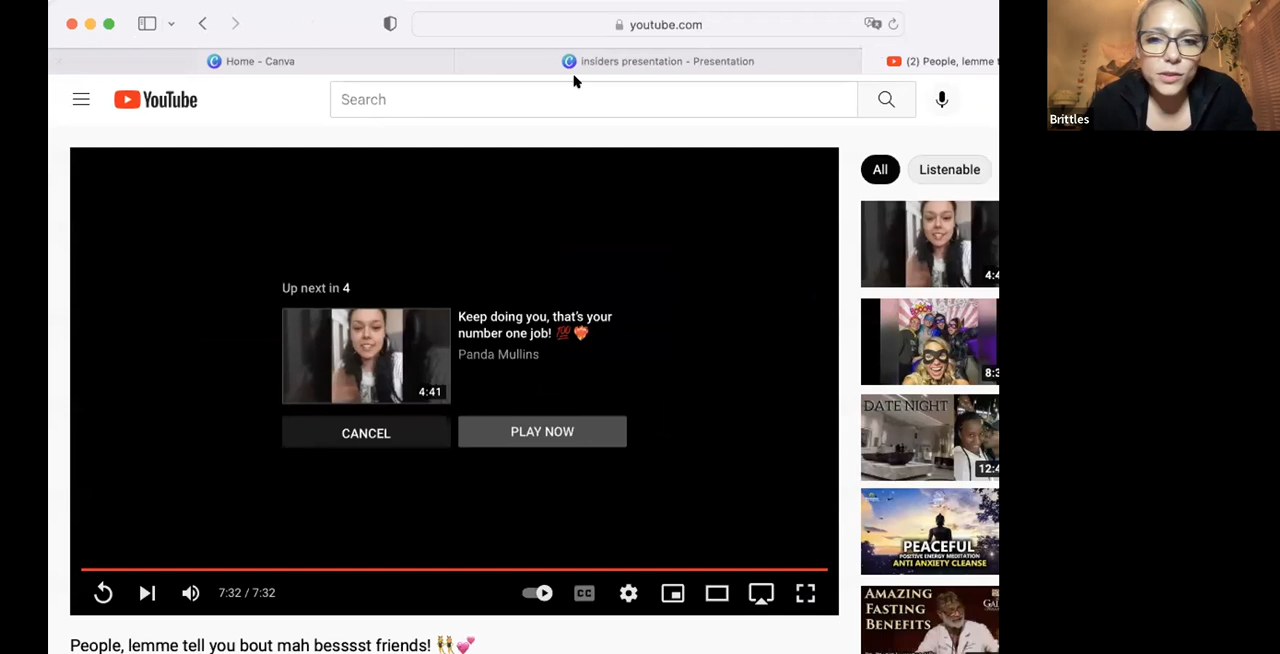 youtube.com
Home - Canva
insiders presentation - Presentation
(2) People, lemme
Brittles
YouTube
Search
All
Listenable
Up next in 4
Keep doing you, that's your
number one job! 💯❤️‍🔥
Panda Mullins
4:41
CANCEL
PLAY NOW
DATE NIGHT
PEACEFUL
POSITIVE ENERGY MEDITATION
ANTI ANXIETY CLEANSE
AMAZING
FASTING
BENEFITS
7:32 / 7:32
CC
People, lemme tell you bout mah besssst friends! 👯💕